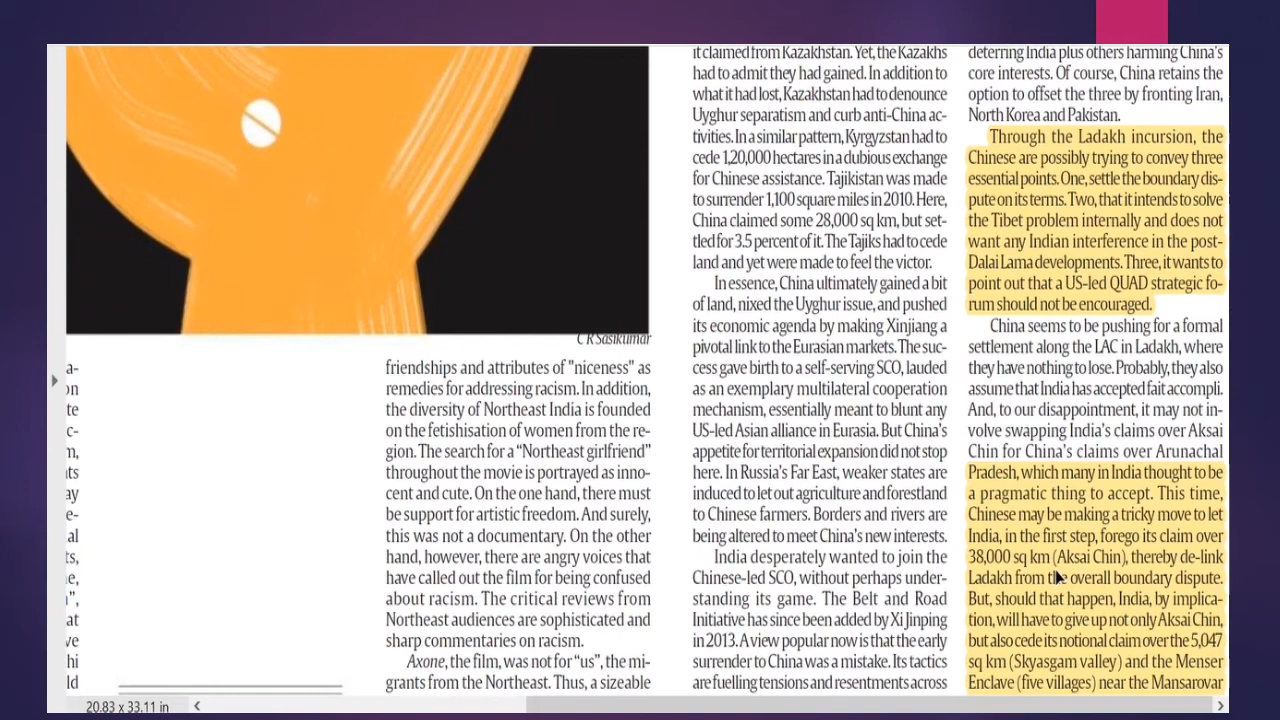 C R Sasikumar
a-
on
te
c-
m,
ts
ay
e-
al
ts,
e,
",
at
ve
hi
ld
friendships and attributes of "niceness" as
remedies for addressing racism. In addition,
the diversity of Northeast India is founded
on the fetishisation of women from the re-
gion. The search for a “Northeast girlfriend”
throughout the movie is portrayed as inno-
cent and cute. On the one hand, there must
be support for artistic freedom. And surely,
this was not a documentary. On the other
hand, however, there are angry voices that
have called out the film for being confused
about racism. The critical reviews from
Northeast audiences are sophisticated and
sharp commentaries on racism.
Axone, the film, was not for “us”, the mi-
grants from the Northeast. Thus, a sizeable
it claimed from Kazakhstan. Yet, the Kazakhs
had to admit they had gained. In addition to
what it had lost, Kazakhstan had to denounce
Uyghur separatism and curb anti-China ac-
tivities. In a similar pattern, Kyrgyzstan had to
cede 1,20,000 hectares in a dubious exchange
for Chinese assistance. Tajikistan was made
to surrender 1,100 square miles in 2010. Here,
China claimed some 28,000 sq km, but set-
tled for 3.5 percent of it. The Tajiks had to cede
land and yet were made to feel the victor.
In essence, China ultimately gained a bit
of land, nixed the Uyghur issue, and pushed
its economic agenda by making Xinjiang a
pivotal link to the Eurasian markets. The suc-
cess gave birth to a self-serving SCO, lauded
as an exemplary multilateral cooperation
mechanism, essentially meant to blunt any
US-led Asian alliance in Eurasia. But China's
appetite for territorial expansion did not stop
here. In Russia's Far East, weaker states are
induced to let out agriculture and forestland
to Chinese farmers. Borders and rivers are
being altered to meet China's new interests.
India desperately wanted to join the
Chinese-led SCO, without perhaps under-
standing its game. The Belt and Road
Initiative has since been added by Xi Jinping
in 2013. A view popular now is that the early
surrender to China was a mistake. Its tactics
are fuelling tensions and resentments across
deterring India plus others harming China's
core interests. Of course, China retains the
option to offset the three by fronting Iran,
North Korea and Pakistan.
Through the Ladakh incursion, the
Chinese are possibly trying to convey three
essential points. One, settle the boundary dis-
pute on its terms. Two, that it intends to solve
the Tibet problem internally and does not
want any Indian interference in the post-
Dalai Lama developments. Three, it wants to
point out that a US-led QUAD strategic fo-
rum should not be encouraged.
China seems to be pushing for a formal
settlement along the LAC in Ladakh, where
they have nothing to lose. Probably, they also
assume that India has accepted fait accompli.
And, to our disappointment, it may not in-
volve swapping India's claims over Aksai
Chin for China's claims over Arunachal
Pradesh, which many in India thought to be
a pragmatic thing to accept. This time,
Chinese may be making a tricky move to let
India, in the first step, forego its claim over
38,000 sq km (Aksai Chin), thereby de-link
Ladakh from the overall boundary dispute.
But, should that happen, India, by implica-
tion, will have to give up not only Aksai Chin,
but also cede its notional claim over the 5,047
sq km (Skyasgam valley) and the Menser
Enclave (five villages) near the Mansarovar
20.83 x 33.11 in